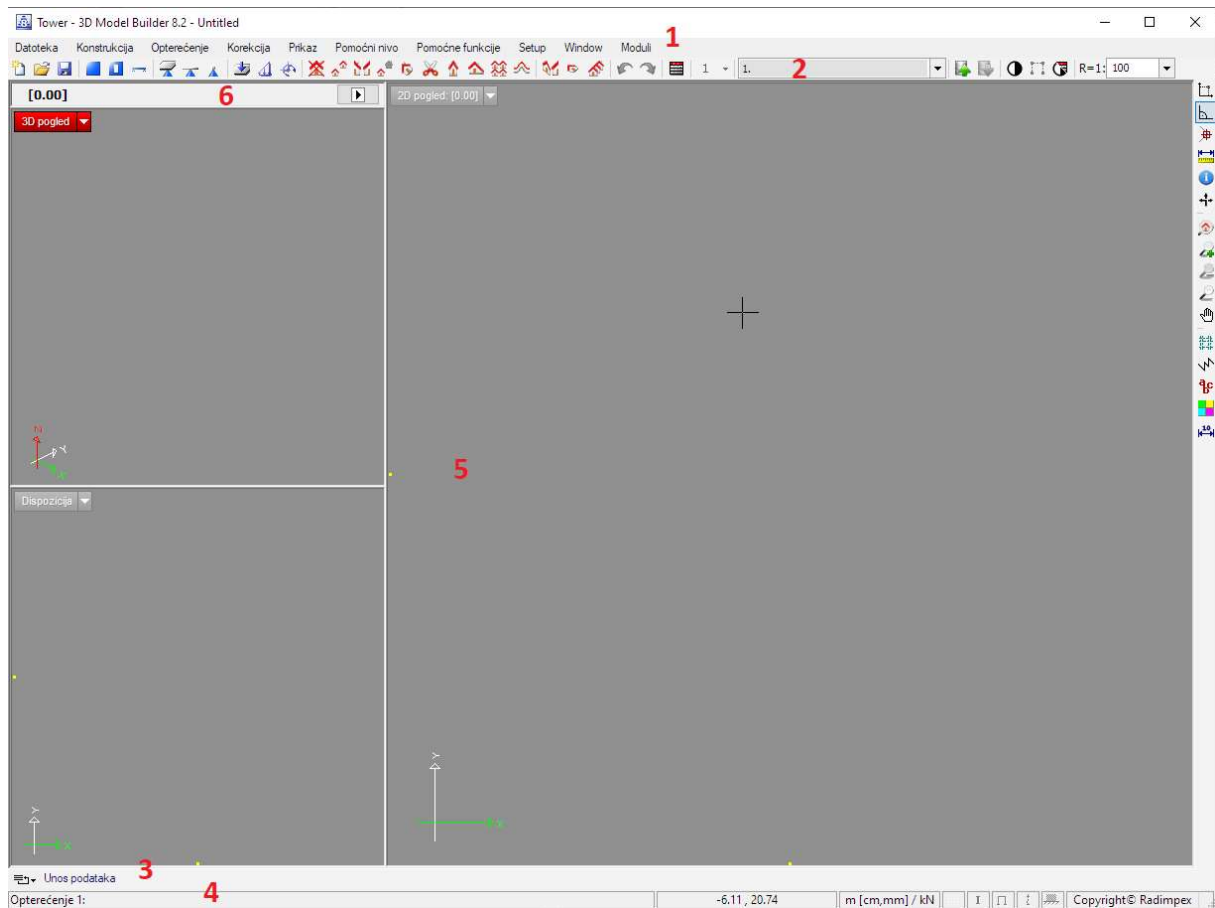 Tower - 3D Model Builder 8.2 - Untitled
Datoteka Konstrukcija Opterećenje Korekcija Prikaz Pomoćni nivo Pomoćne funkcije Setup Window Moduli 1
1 1. 2 R=1: 100
[0.00] 6 2D pogled: [0.00]
3D pogled
Z
Y
X
5
Dispozicija
Y
X
Y
X
3
Unos podataka
4
Opterećenje 1: -6.11 , 20.74 m [cm,mm] / kN Copyright© Radimpex